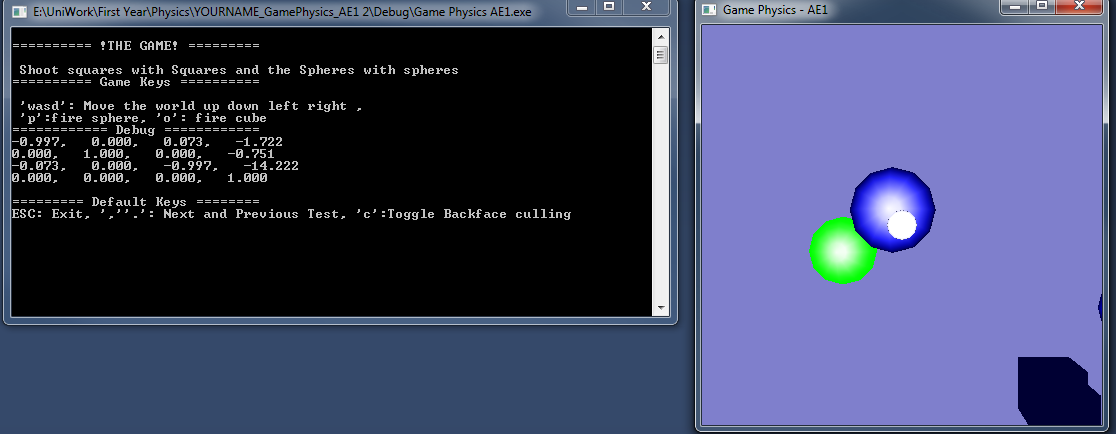 E:\UniWork\First Year\Physics\YOURNAME_GamePhysics_AE1 2\Debug\Game Physics AE1.exe
========== !THE GAME! =========
Shoot squares with Squares and the Spheres with spheres
========== Game Keys ==========
'wasd': Move the world up down left right ,
'p':fire sphere, 'o': fire cube
============ Debug ============
-0.997, 0.000, 0.073, -1.722
0.000, 1.000, 0.000, -0.751
-0.073, 0.000, -0.997, -14.222
0.000, 0.000, 0.000, 1.000
========= Default Keys ========
ESC: Exit, ',''.': Next and Previous Test, 'c':Toggle Backface culling
Game Physics - AE1